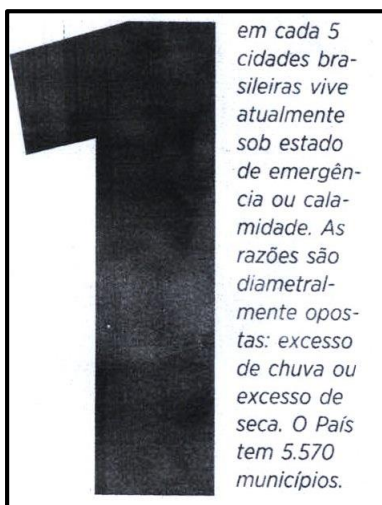 1
em cada 5
cidades bra-
sileiras vive
atualmente
sob estado
de emergên-
cia ou cala-
midade. As
razões são
diametral-
mente opos-
tas: excesso
de chuva ou
excesso de
seca. O País
tem 5.570
municípios.